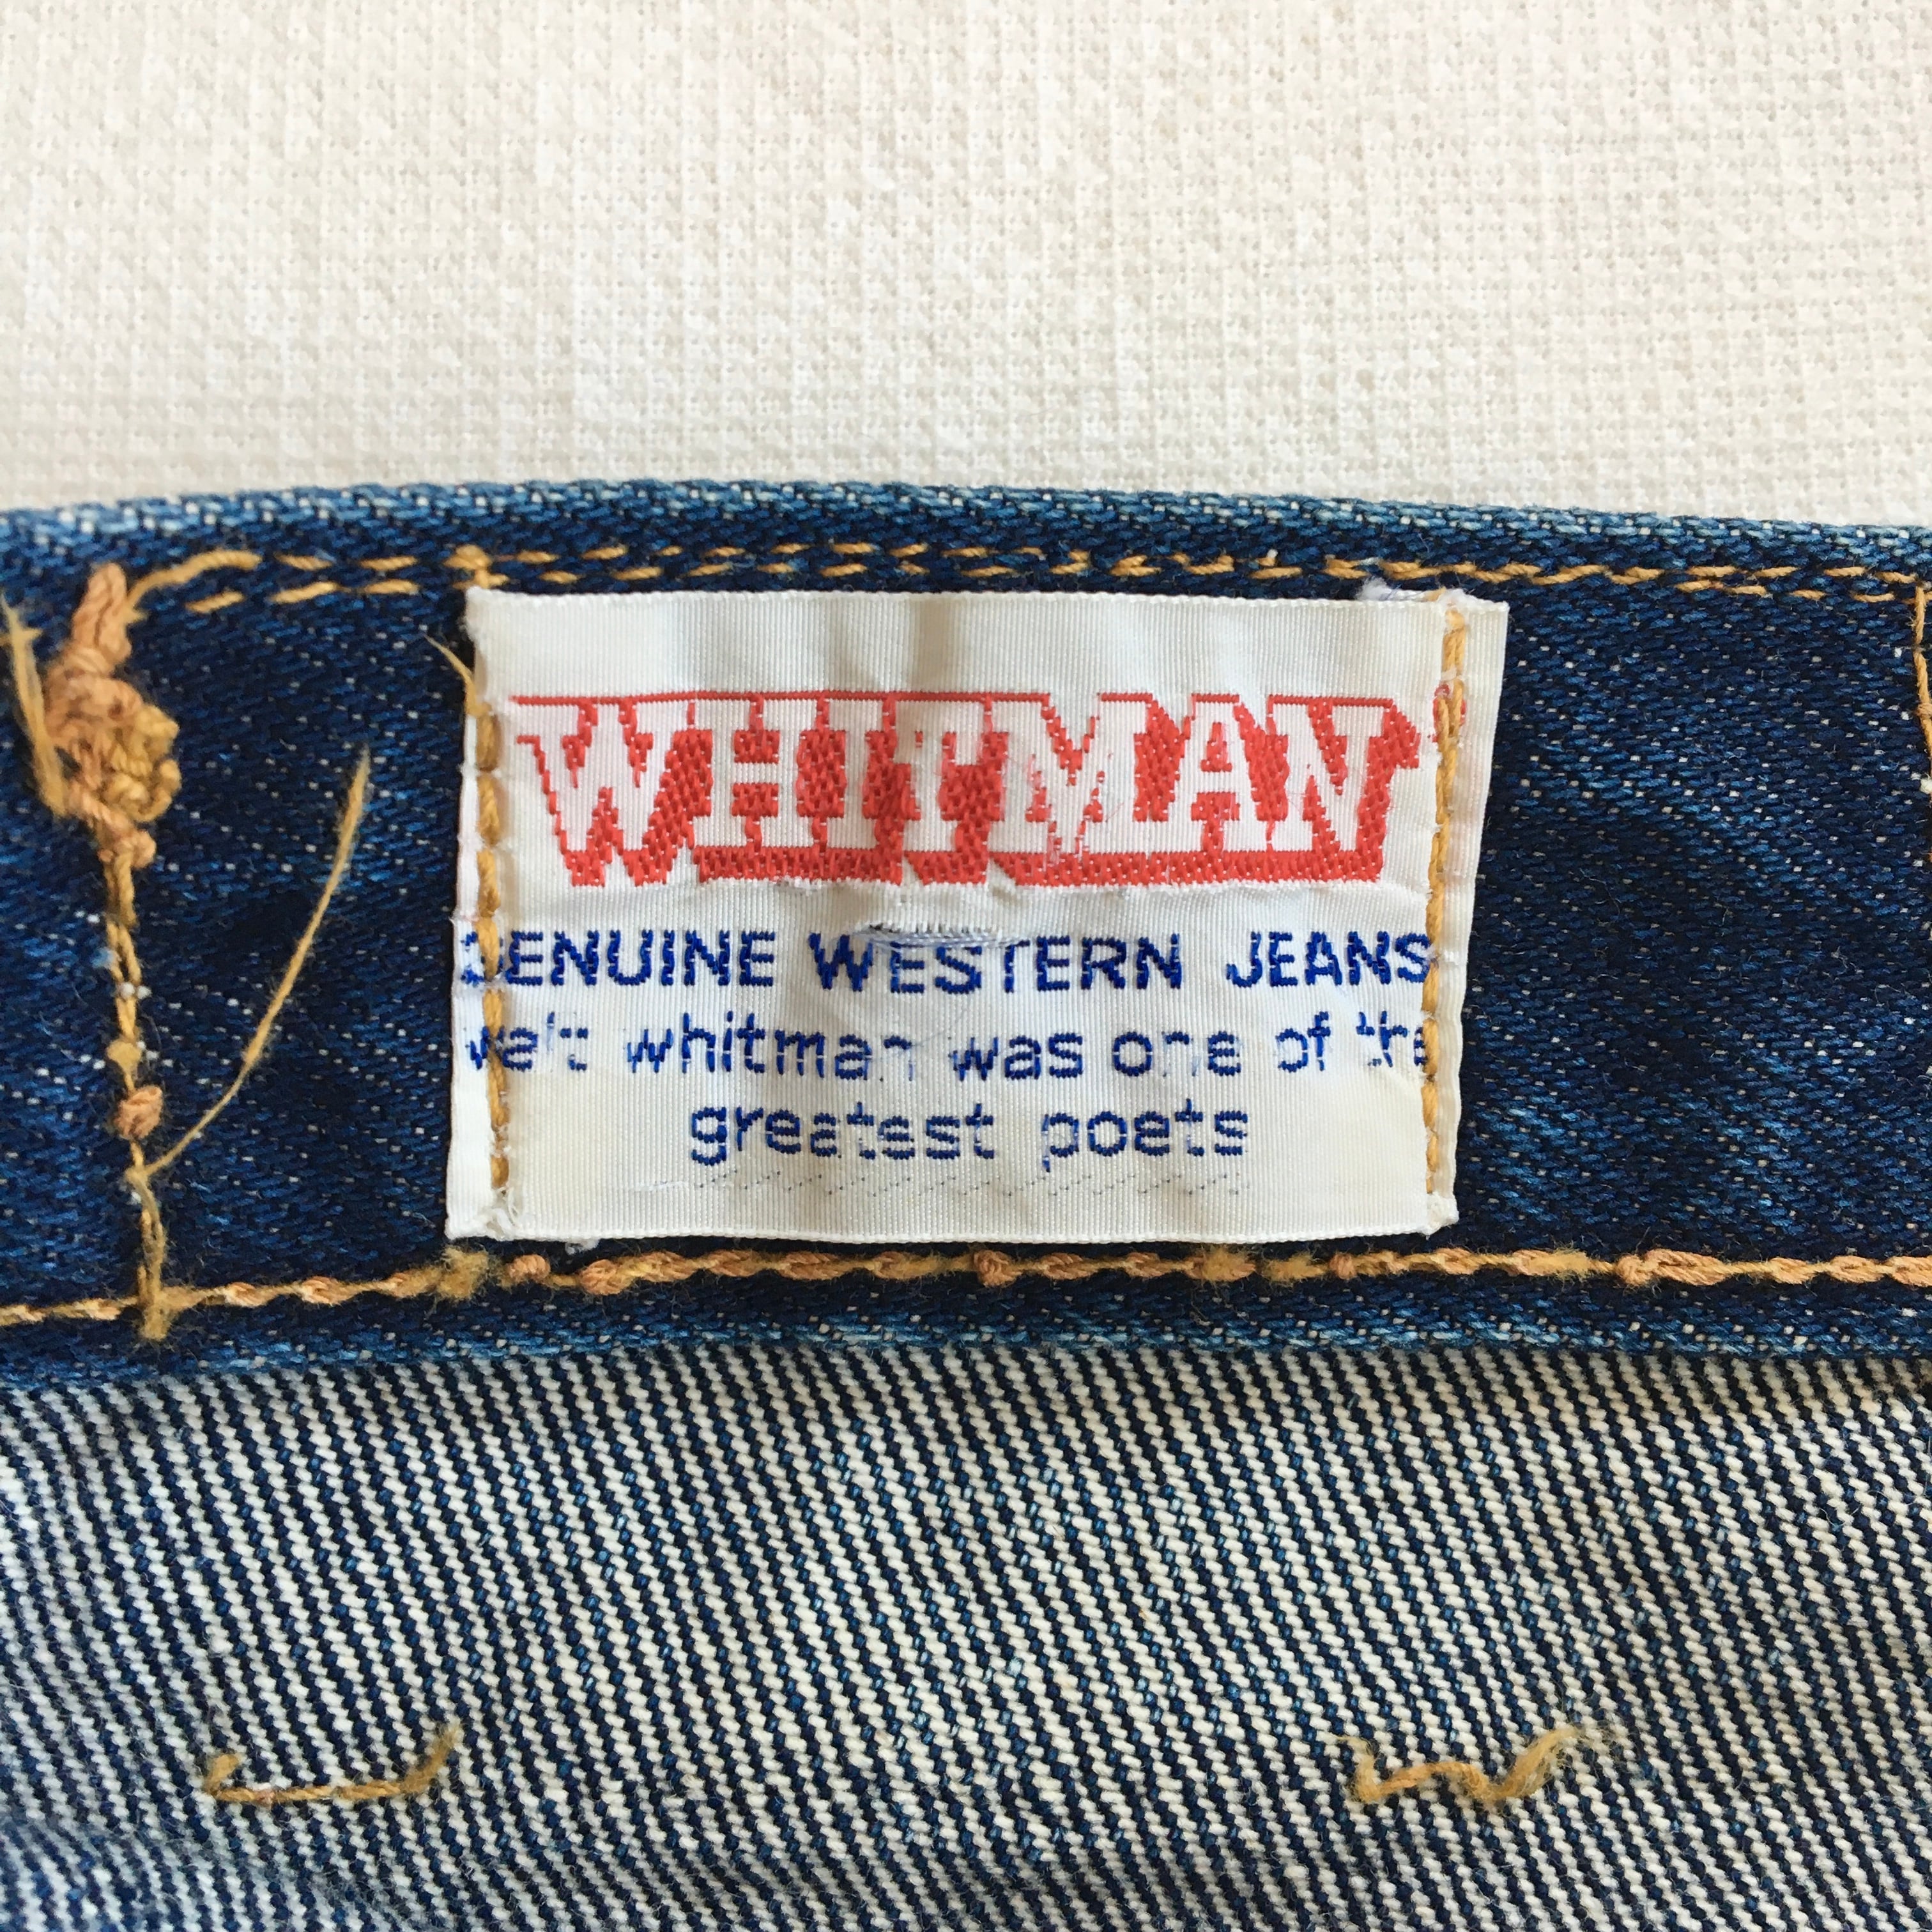 WHITMAN
GENUINE WESTERN JEANS
walt whitman was one of the
greatest poets